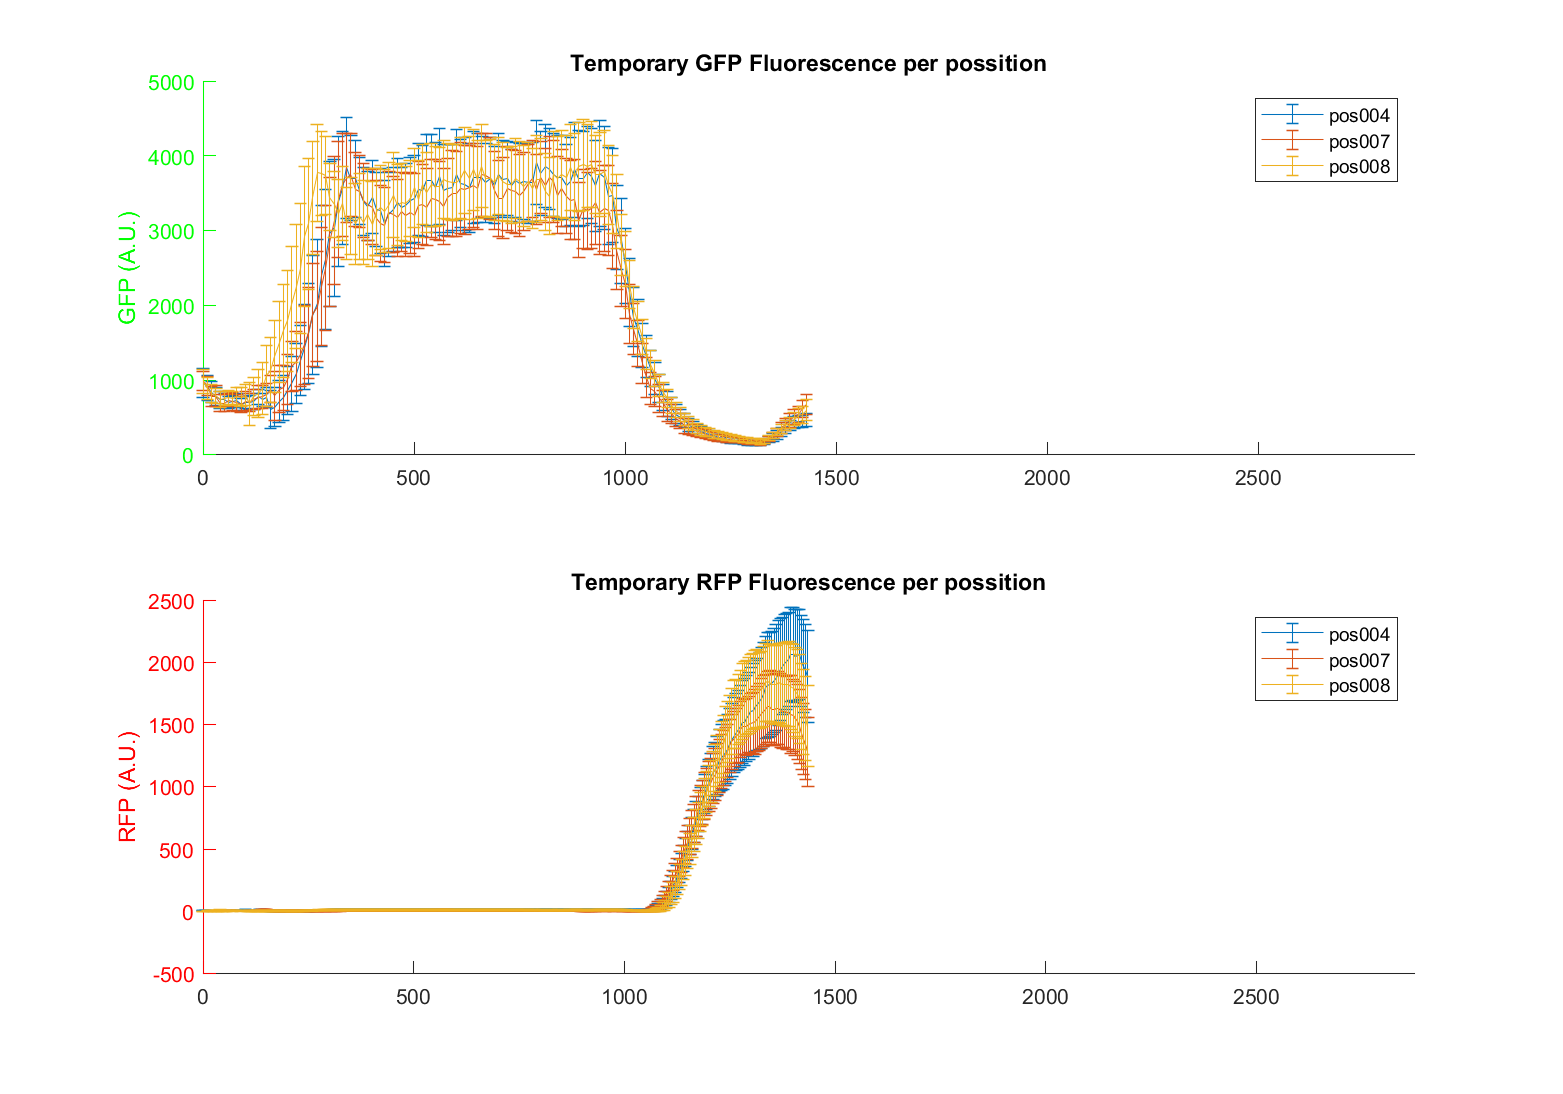 Temporary GFP Fluorescence per possition
5000
4000
3000
2000
1000
0
GFP (A.U.)
0 500 1000 1500 2000 2500
pos004
pos007
pos008
Temporary RFP Fluorescence per possition
2500
2000
1500
1000
500
0
-500
RFP (A.U.)
0 500 1000 1500 2000 2500
pos004
pos007
pos008